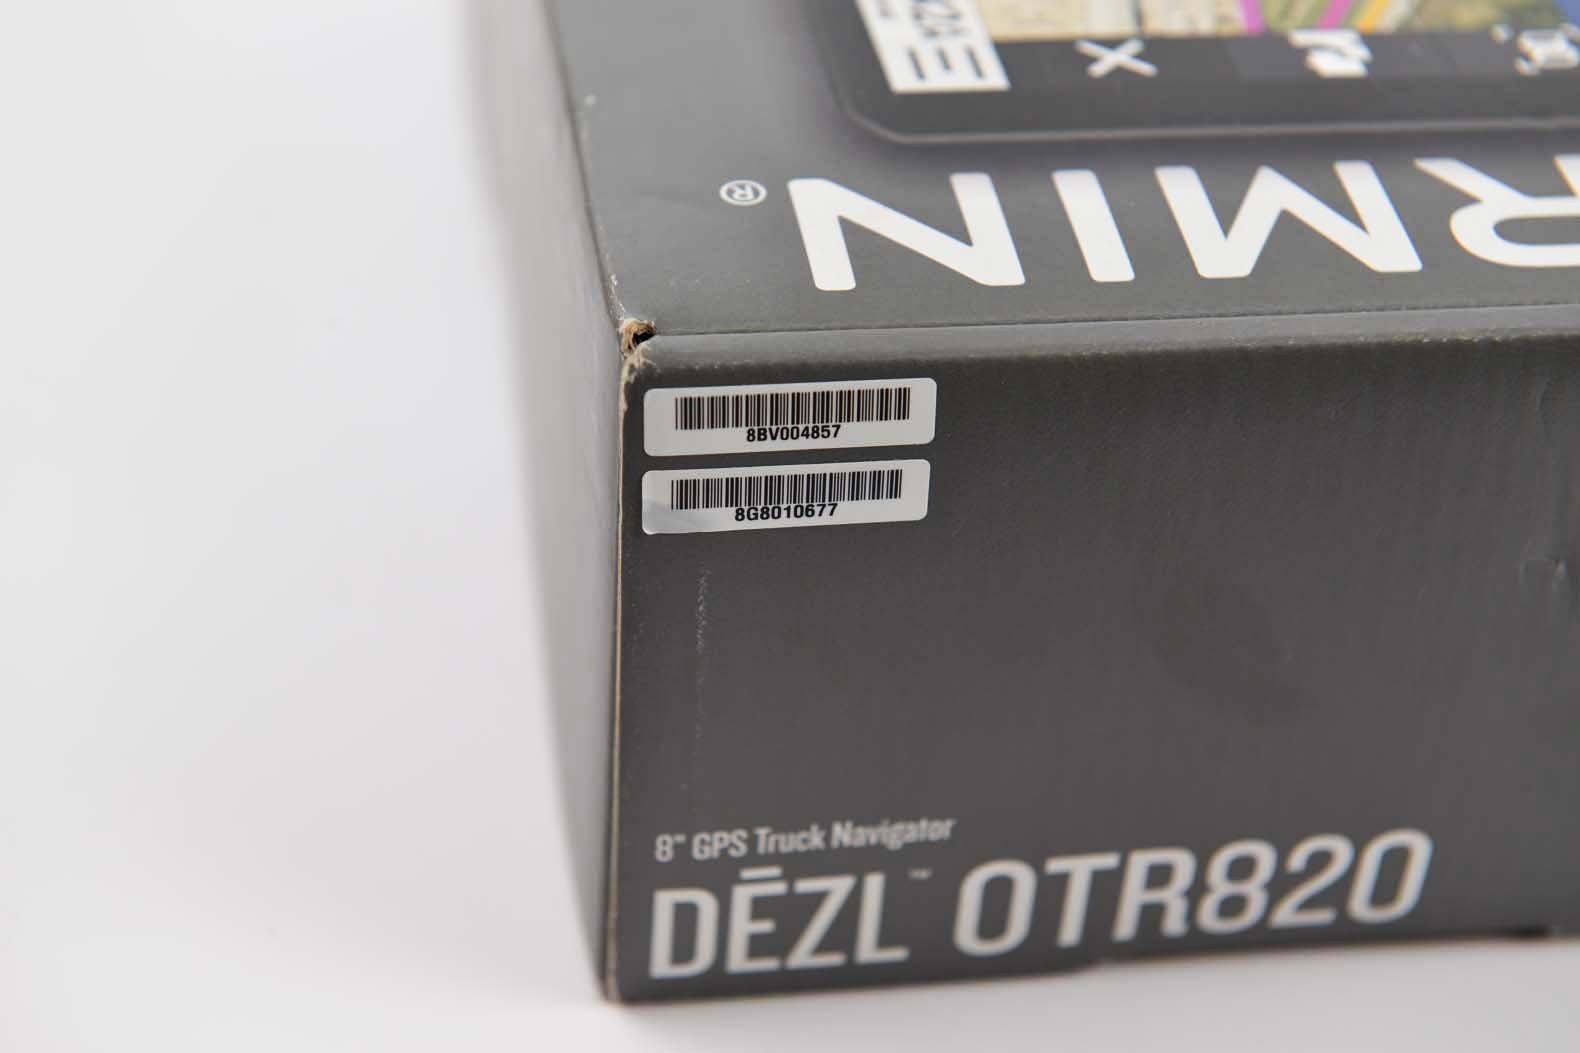 RMIN®
8BV004857
8G8010677
8" GPS Truck Navigator
DĒZL™ OTR820